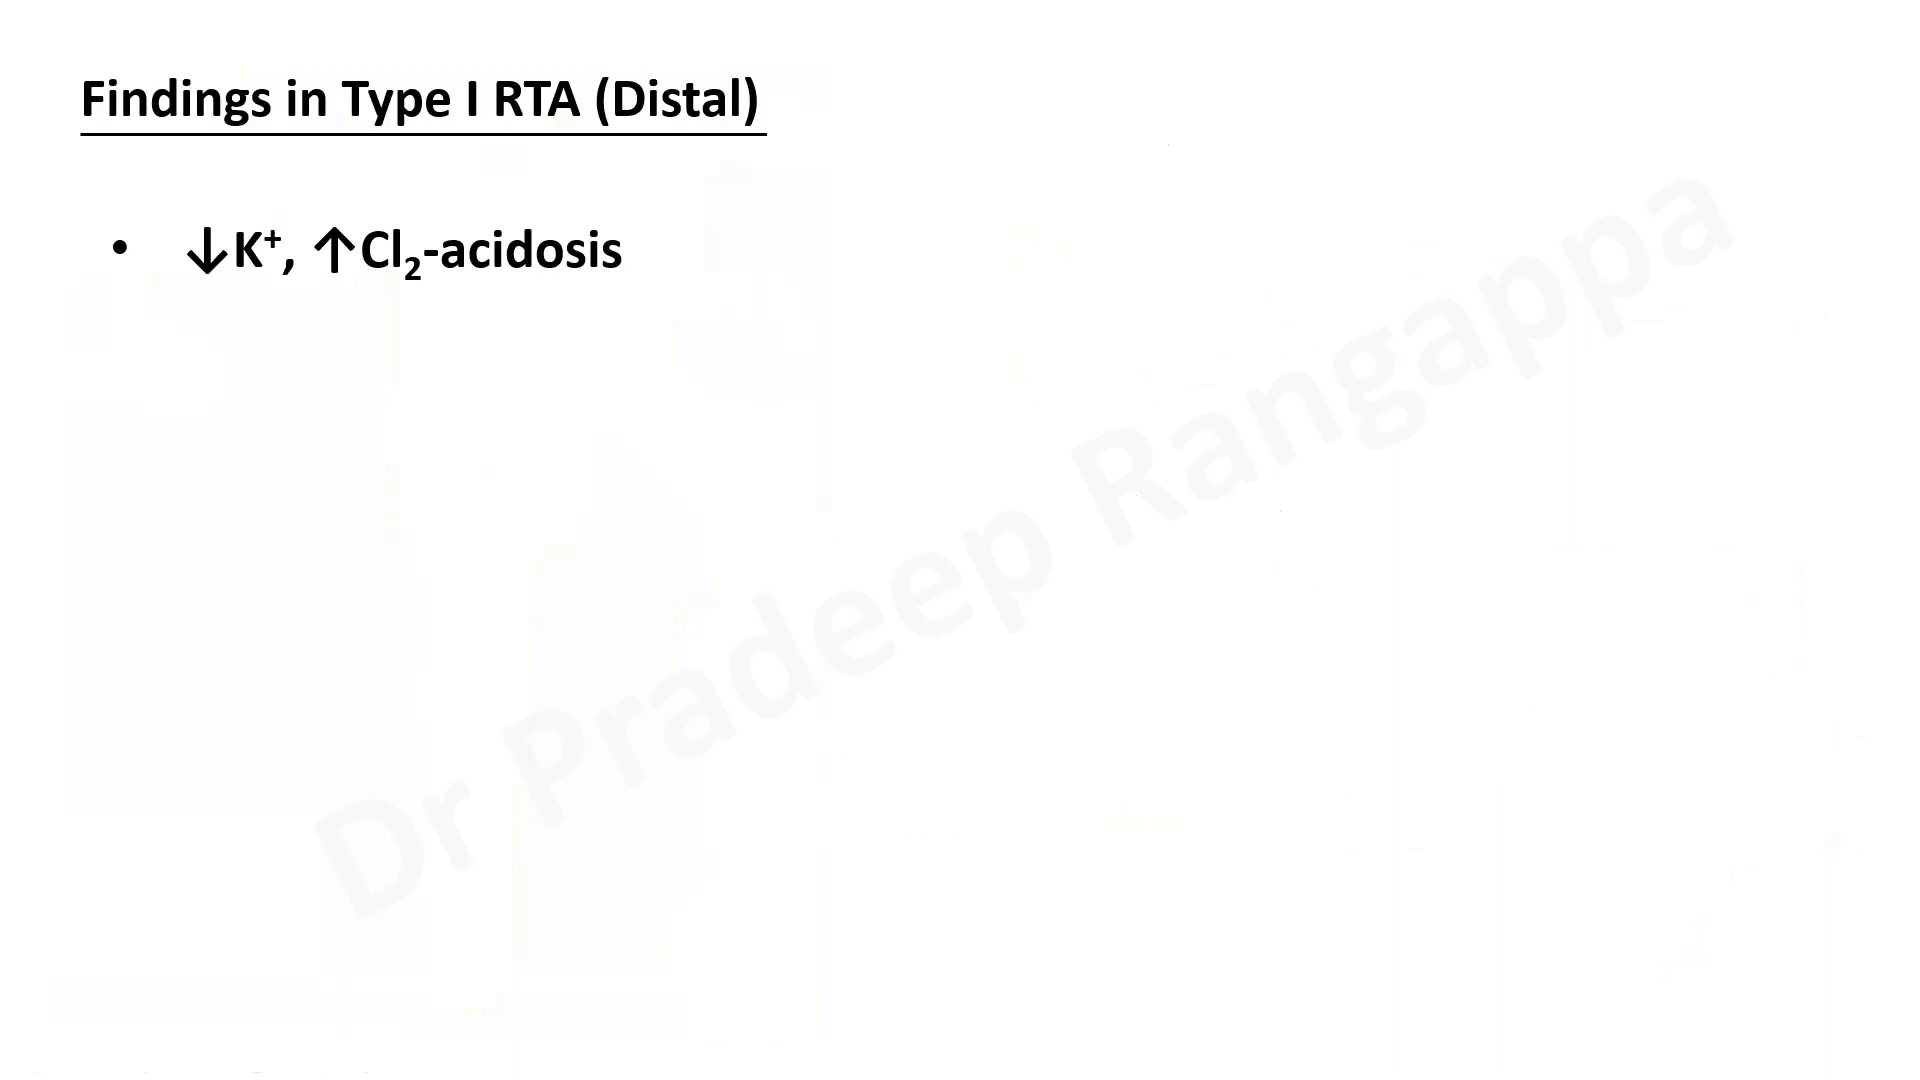 Findings in Type I RTA (Distal)
• ↓K⁺, ↑Cl₂-acidosis
Dr Pradeep Rangappa